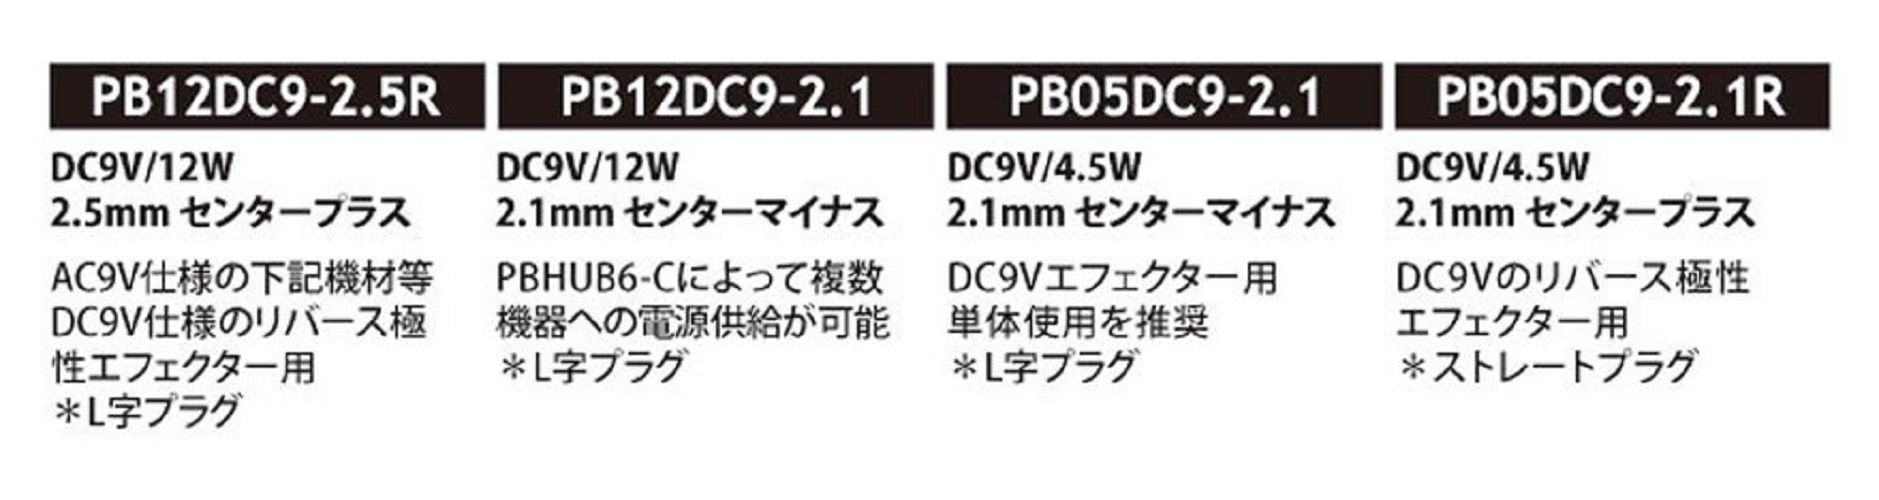 PB12DC9-2.5R
DC9V/12W
2.5mm センタープラス
AC9V仕様の下記機材等
DC9V仕様のリバース極
性エフェクター用
＊L字プラグ
PB12DC9-2.1
DC9V/12W
2.1mm センターマイナス
PBHUB6-Cによって複数
機器への電源供給が可能
＊L字プラグ
PB05DC9-2.1
DC9V/4.5W
2.1mm センターマイナス
DC9Vエフェクター用
単体使用を推奨
＊L字プラグ
PB05DC9-2.1R
DC9V/4.5W
2.1mm センタープラス
DC9Vのリバース極性
エフェクター用
＊ストレートプラグ